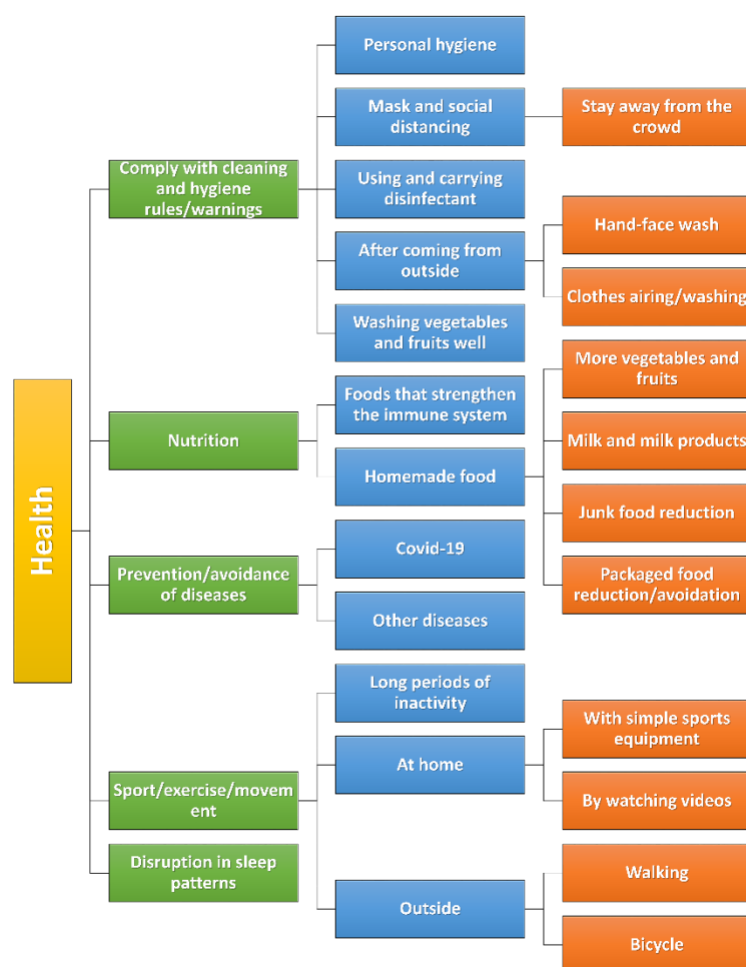 Health
Comply with cleaning
and hygiene
rules/warnings
Personal hygiene
Mask and social
distancing
Stay away from the
crowd
Using and carrying
disinfectant
After coming from
outside
Hand-face wash
Clothes airing/washing
Washing vegetables
and fruits well
Nutrition
Foods that strengthen
the immune system
Homemade food
More vegetables and
fruits
Milk and milk products
Junk food reduction
Packaged food
reduction/avoidation
Prevention/avoidance
of diseases
Covid-19
Other diseases
Sport/exercise/movem
ent
Long periods of
inactivity
At home
With simple sports
equipment
By watching videos
Outside
Walking
Bicycle
Disruption in sleep
patterns